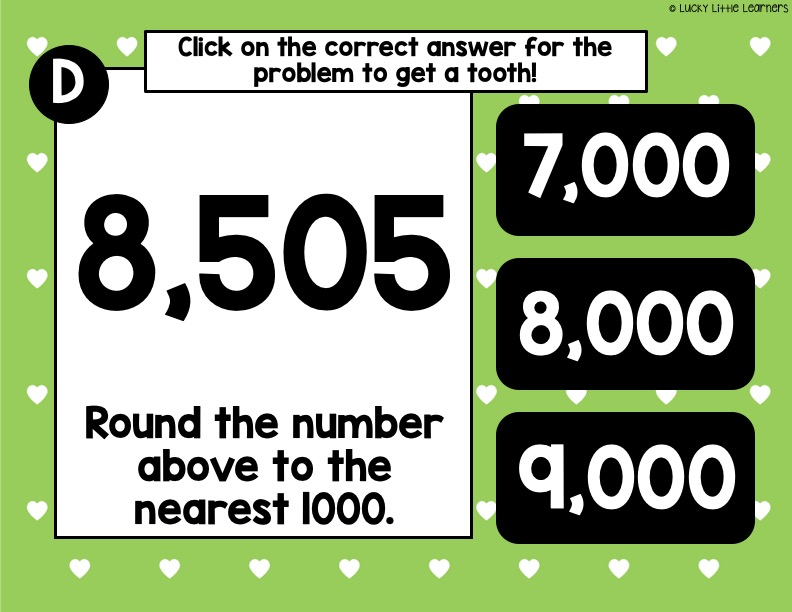 © Lucky Little Learners
Click on the correct answer for the
problem to get a tooth!
D
8,505
Round the number
above to the
nearest 1000.
7,000
8,000
9,000